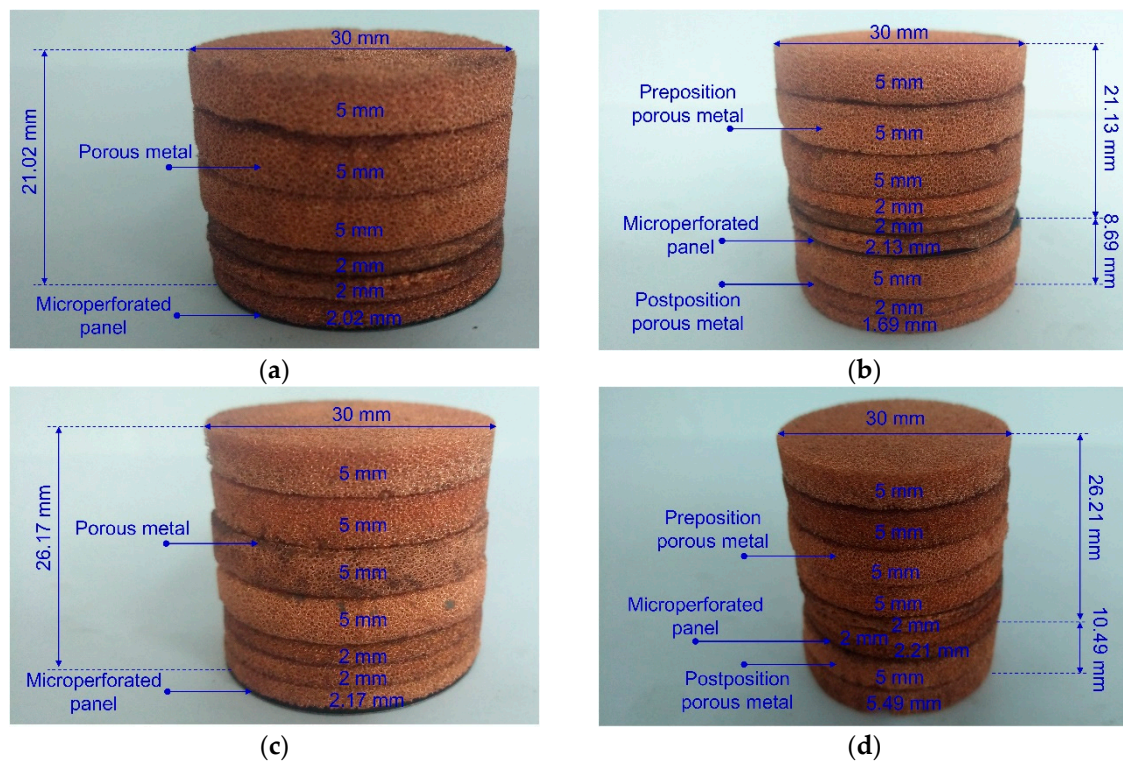 30 mm
5 mm
21.02 mm
Porous metal
5 mm
5 mm
2 mm
2 mm
Microperforated
panel
2.02 mm
(a)
30 mm
5 mm
Preposition
porous metal
5 mm
21.13 mm
5 mm
2 mm
Microperforated
panel
2 mm
2.13 mm
8.69 mm
5 mm
Postposition
porous metal
2 mm
1.69 mm
(b)
30 mm
5 mm
26.17 mm
Porous metal
5 mm
5 mm
5 mm
2 mm
Microperforated
panel
2 mm
2.17 mm
(c)
30 mm
5 mm
26.21 mm
Preposition
porous metal
5 mm
5 mm
5 mm
Microperforated
panel
2 mm
2 mm
2.21 mm
10.49 mm
Postposition
porous metal
5 mm
5.49 mm
(d)